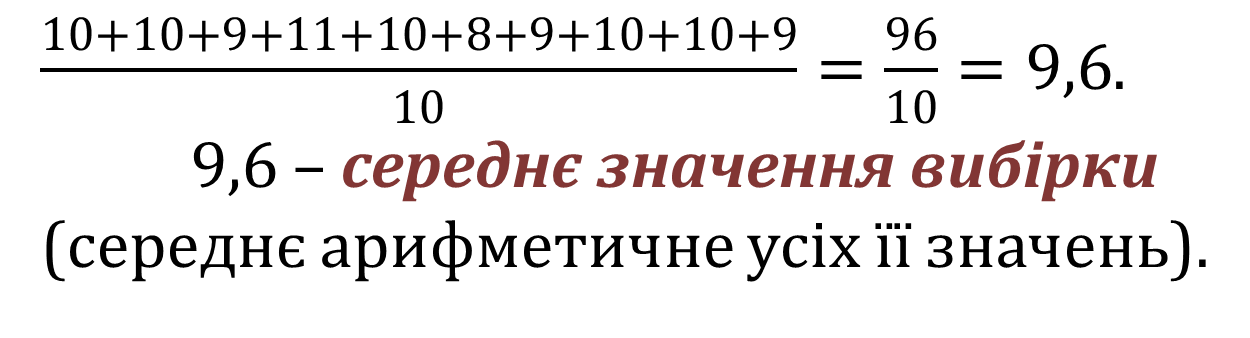 10+10+9+11+10+8+9+10+10+9 / 10 = 96 / 10 = 9,6.
9,6 – середнє значення вибірки
(середнє арифметичне усіх її значень).